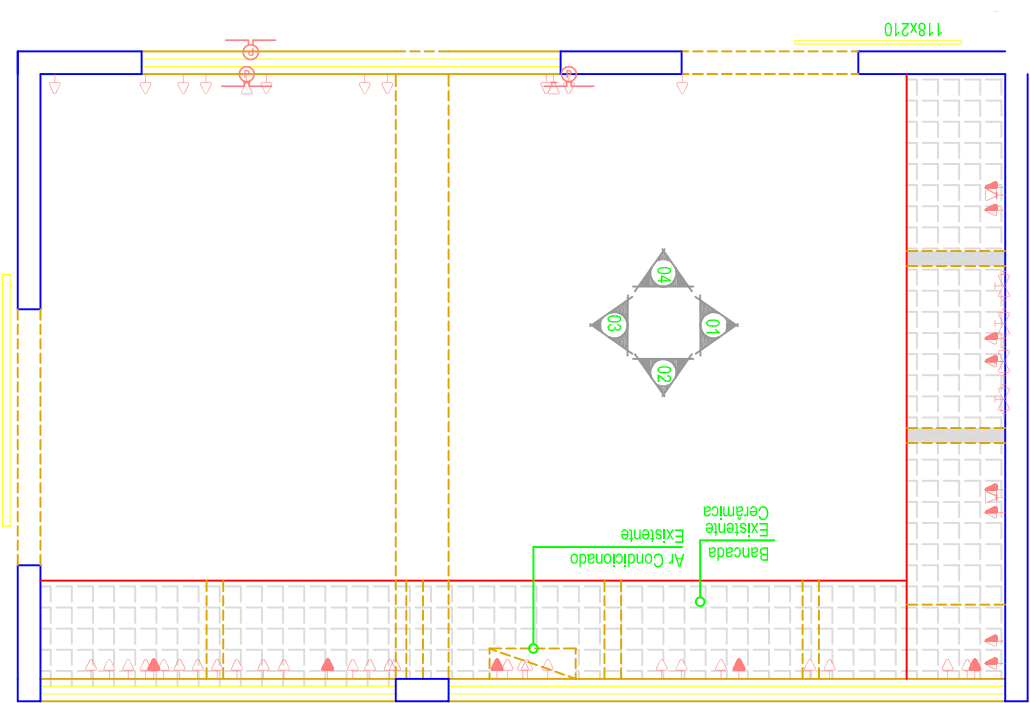 Bancada
Existente
Cerâmica
Ar Condicionado
Existente
02
01
03
04
118x210